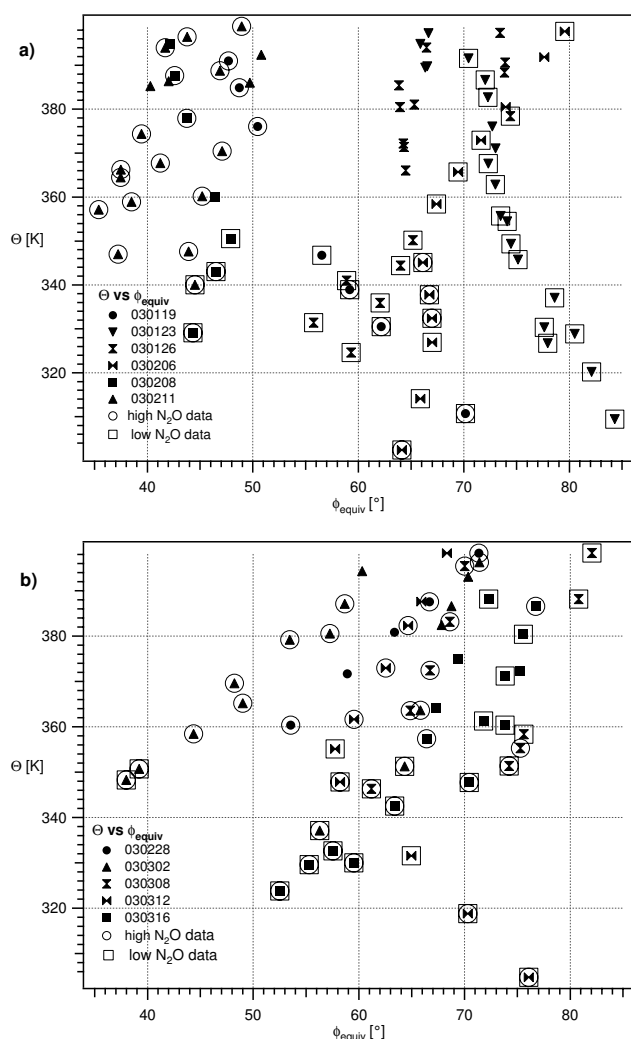 a)
400
380
360
Θ [K]
340
320
Θ vs ϕequiv
030119
030123
030126
030206
030208
030211
high N₂O data
low N₂O data
40 50 60 70 80
ϕequiv [°]
b)
400
380
360
Θ [K]
340
320
Θ vs ϕequiv
030228
030302
030308
030312
030316
high N₂O data
low N₂O data
40 50 60 70 80
ϕequiv [°]